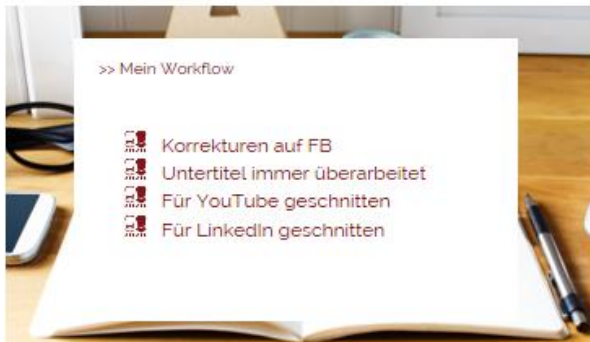 >> Mein Workflow
Korrekturen auf FB
Untertitel immer überarbeitet
Für YouTube geschnitten
Für LinkedIn geschnitten